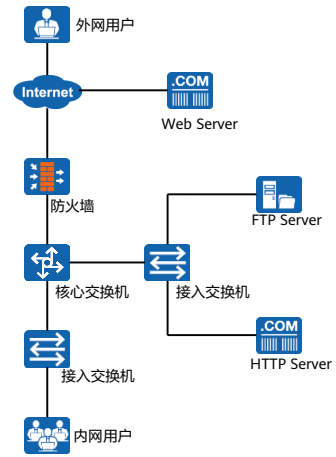 外网用户
Internet
.COM
Web Server
防火墙
FTP Server
核心交换机
接入交换机
.COM
HTTP Server
接入交换机
内网用户